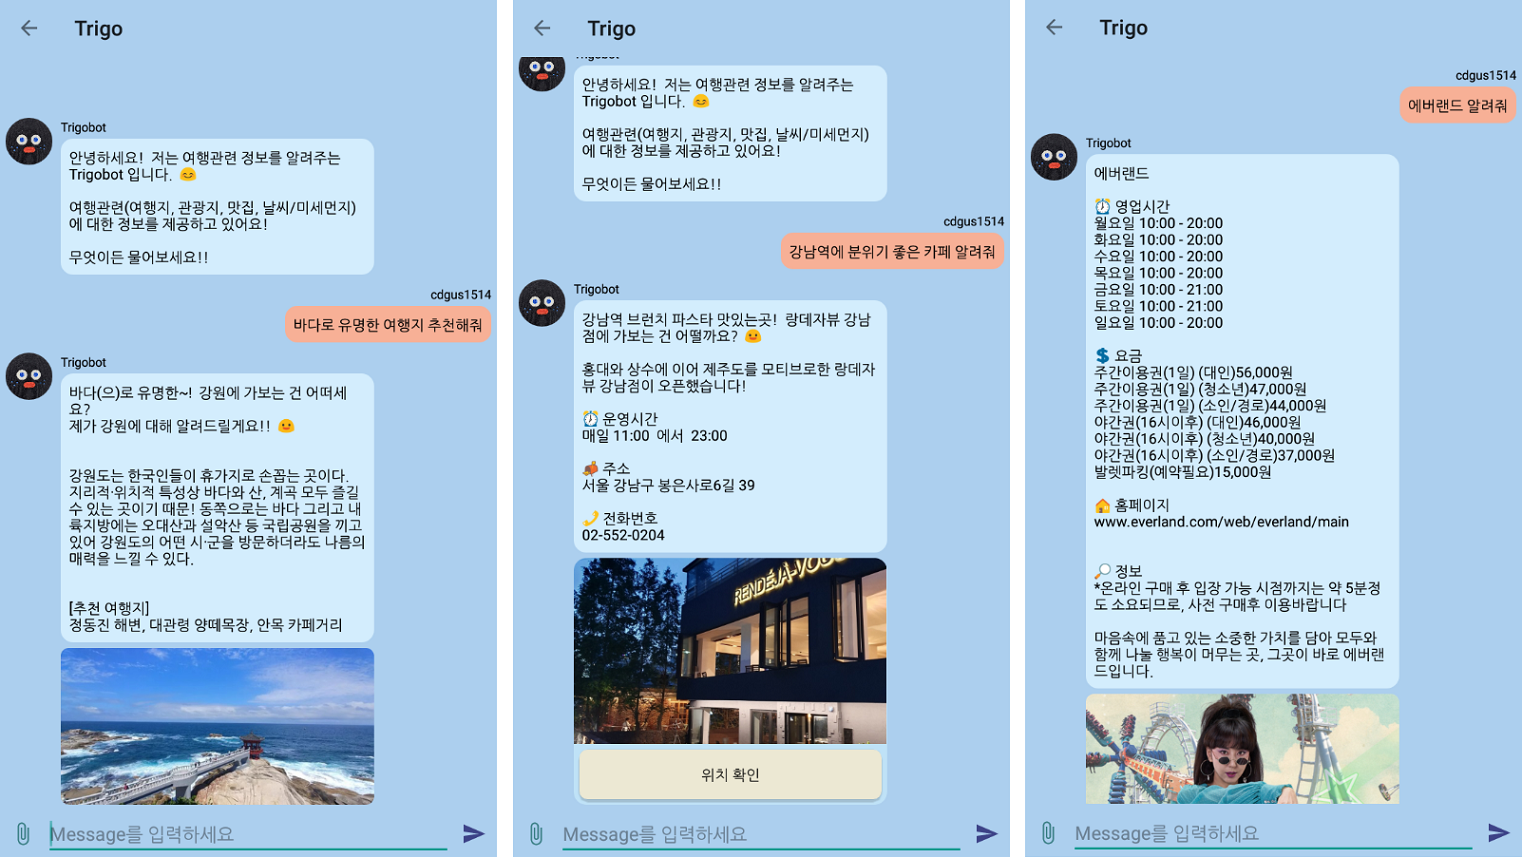 Trigo
Trigobot
안녕하세요! 저는 여행관련 정보를 알려주는
Trigobot 입니다. 😊
여행관련(여행지, 관광지, 맛집, 날씨/미세먼지)
에 대한 정보를 제공하고 있어요!
무엇이든 물어보세요!!
cdgus1514
바다로 유명한 여행지 추천해줘
Trigobot
바다(으)로 유명한~! 강원에 가보는 건 어떠세
요?
제가 강원에 대해 알려드릴게요!! 🙂
강원도는 한국인들이 휴가지로 손꼽는 곳이다.
지리적·위치적 특성상 바다와 산, 계곡 모두 즐길
수 있는 곳이기 때문! 동쪽으로는 바다 그리고 내
륙지방에는 오대산과 설악산 등 국립공원을 끼고
있어 강원도의 어떤 시·군을 방문하더라도 나름의
매력을 느낄 수 있다.
[추천 여행지]
정동진 해변, 대관령 양떼목장, 안목 카페거리
Message를 입력하세요
Trigo
Trigobot
안녕하세요! 저는 여행관련 정보를 알려주는
Trigobot 입니다. 😊
여행관련(여행지, 관광지, 맛집, 날씨/미세먼지)
에 대한 정보를 제공하고 있어요!
무엇이든 물어보세요!!
cdgus1514
강남역에 분위기 좋은 카페 알려줘
Trigobot
강남역 브런치 파스타 맛있는곳! 랑데자뷰 강남
점에 가보는 건 어떨까요? 🙂
홍대와 상수에 이어 제주도를 모티브로한 랑데자
뷰 강남점이 오픈했습니다!
⏰ 운영시간
매일 11:00 에서 23:00
📬 주소
서울 강남구 봉은사로6길 39
📞 전화번호
02-552-0204
RENDÉJA-VOUS
위치 확인
Message를 입력하세요
Trigo
cdgus1514
에버랜드 알려줘
Trigobot
에버랜드
⏰ 영업시간
월요일 10:00 - 20:00
화요일 10:00 - 20:00
수요일 10:00 - 20:00
목요일 10:00 - 20:00
금요일 10:00 - 21:00
토요일 10:00 - 21:00
일요일 10:00 - 20:00
💲 요금
주간이용권(1일) (대인)56,000원
주간이용권(1일) (청소년)47,000원
주간이용권(1일) (소인/경로)44,000원
야간권(16시이후) (대인)46,000원
야간권(16시이후) (청소년)40,000원
야간권(16시이후) (소인/경로)37,000원
발렛파킹(예약필요)15,000원
🏠 홈페이지
www.everland.com/web/everland/main
🔎 정보
*온라인 구매 후 입장 가능 시점까지는 약 5분정
도 소요되므로, 사전 구매후 이용바랍니다
마음속에 품고 있는 소중한 가치를 담아 모두와
함께 나눌 행복이 머무는 곳, 그곳이 바로 에버랜
드입니다.
Message를 입력하세요